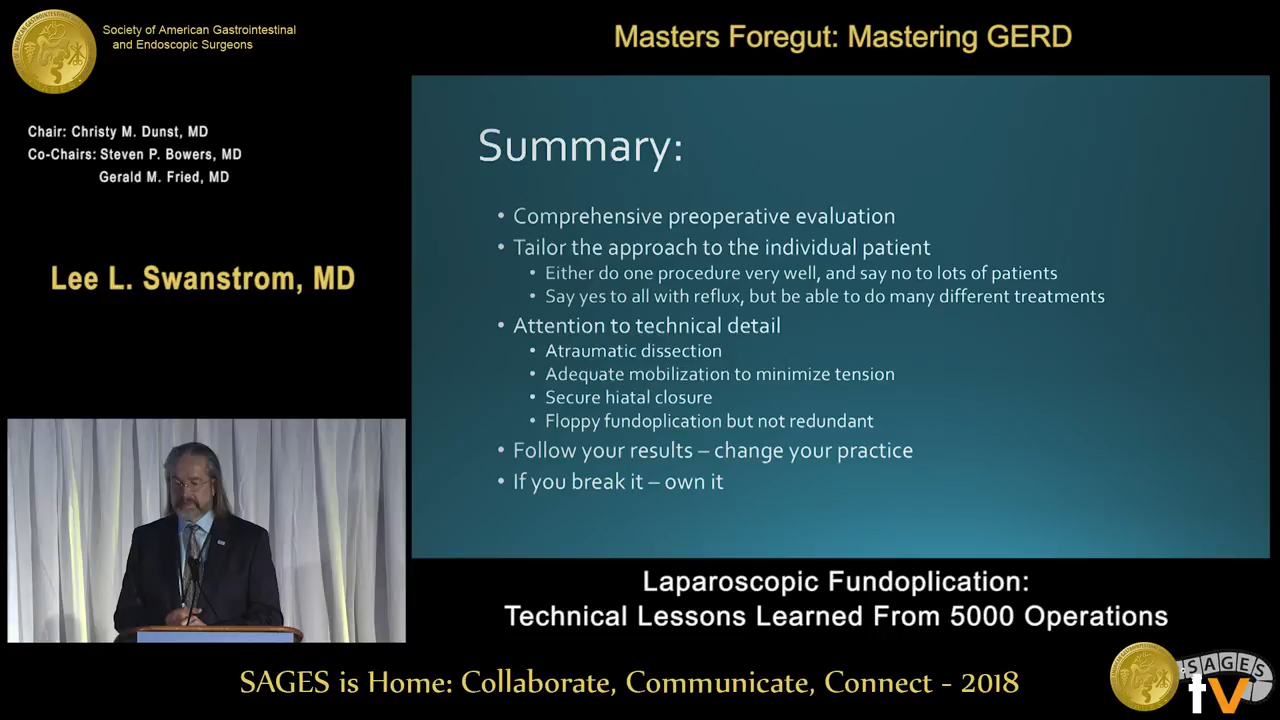 Society of American Gastrointestinal
and Endoscopic Surgeons
Masters Foregut: Mastering GERD
Chair: Christy M. Dunst, MD
Co-Chairs: Steven P. Bowers, MD
Gerald M. Fried, MD
Lee L. Swanstrom, MD
Summary:
• Comprehensive preoperative evaluation
• Tailor the approach to the individual patient
• Either do one procedure very well, and say no to lots of patients
• Say yes to all with reflux, but be able to do many different treatments
• Attention to technical detail
• Atraumatic dissection
• Adequate mobilization to minimize tension
• Secure hiatal closure
• Floppy fundoplication but not redundant
• Follow your results – change your practice
• If you break it – own it
Laparoscopic Fundoplication:
Technical Lessons Learned From 5000 Operations
SAGES is Home: Collaborate, Communicate, Connect - 2018
SAGES
tv